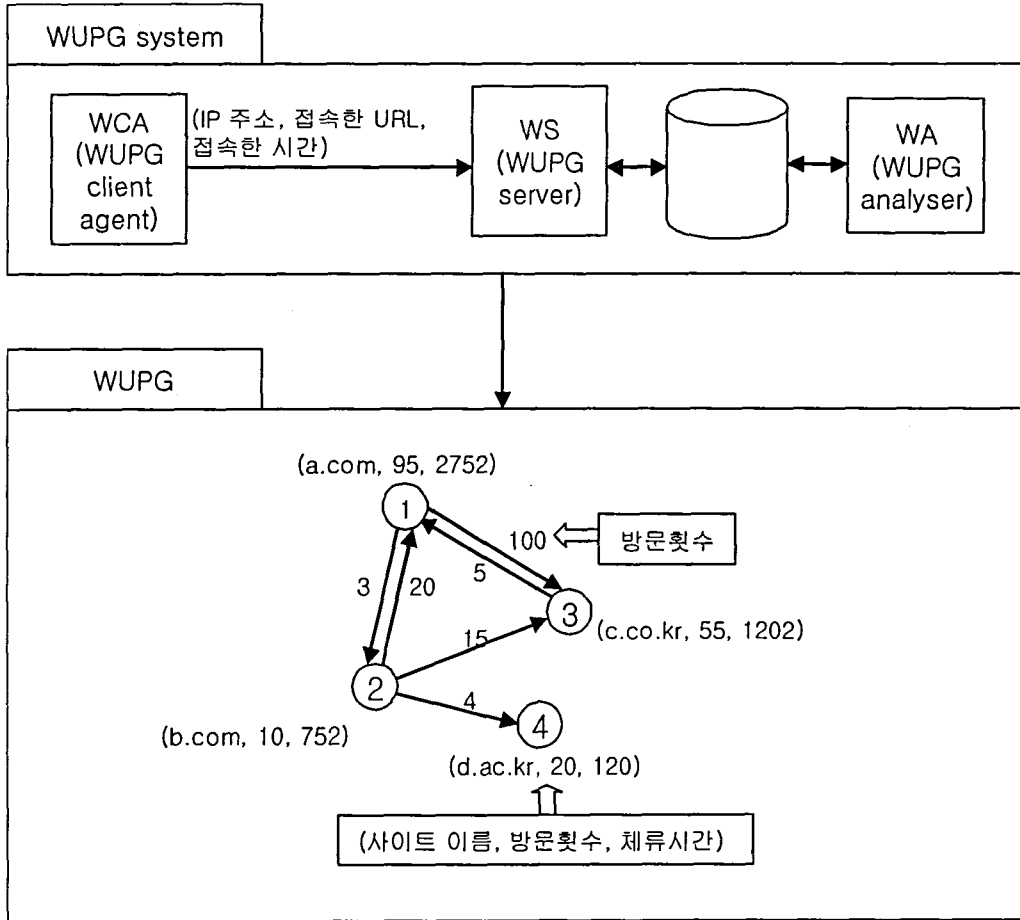 WUPG system
WCA
(WUPG
client
agent)
(IP 주소, 접속한 URL,
접속한 시간)
WS
(WUPG
server)
WA
(WUPG
analyser)
WUPG
(a.com, 95, 2752)
1
100
방문횟수
5
3
20
3
(c.co.kr, 55, 1202)
15
2
4
4
(b.com, 10, 752)
(d.ac.kr, 20, 120)
(사이트 이름, 방문횟수, 체류시간)